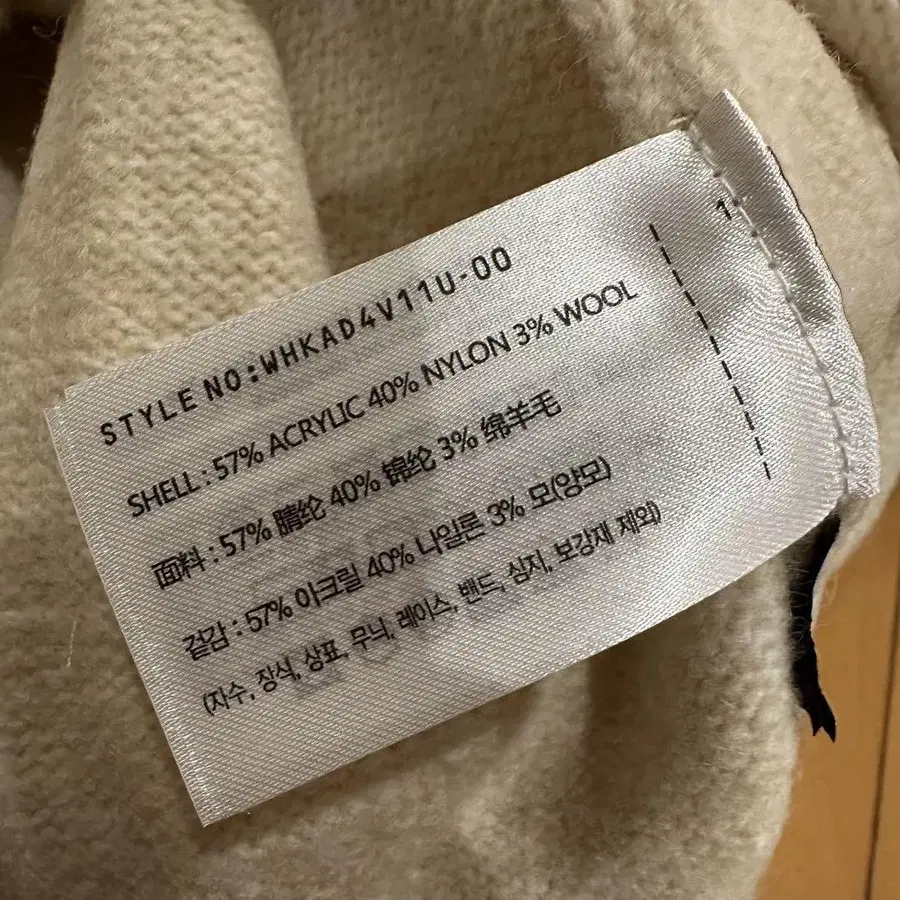 STYLE NO:WHKAD4V11U-00
SHELL : 57% ACRYLIC 40% NYLON 3% WOOL
面料 : 57% 腈纶 40% 锦纶 3% 绵羊毛
겉감 : 57% 아크릴 40% 나일론 3% 모(양모)
(자수, 장식, 상표, 무늬, 레이스, 밴드, 심지, 보강재 제외)
1